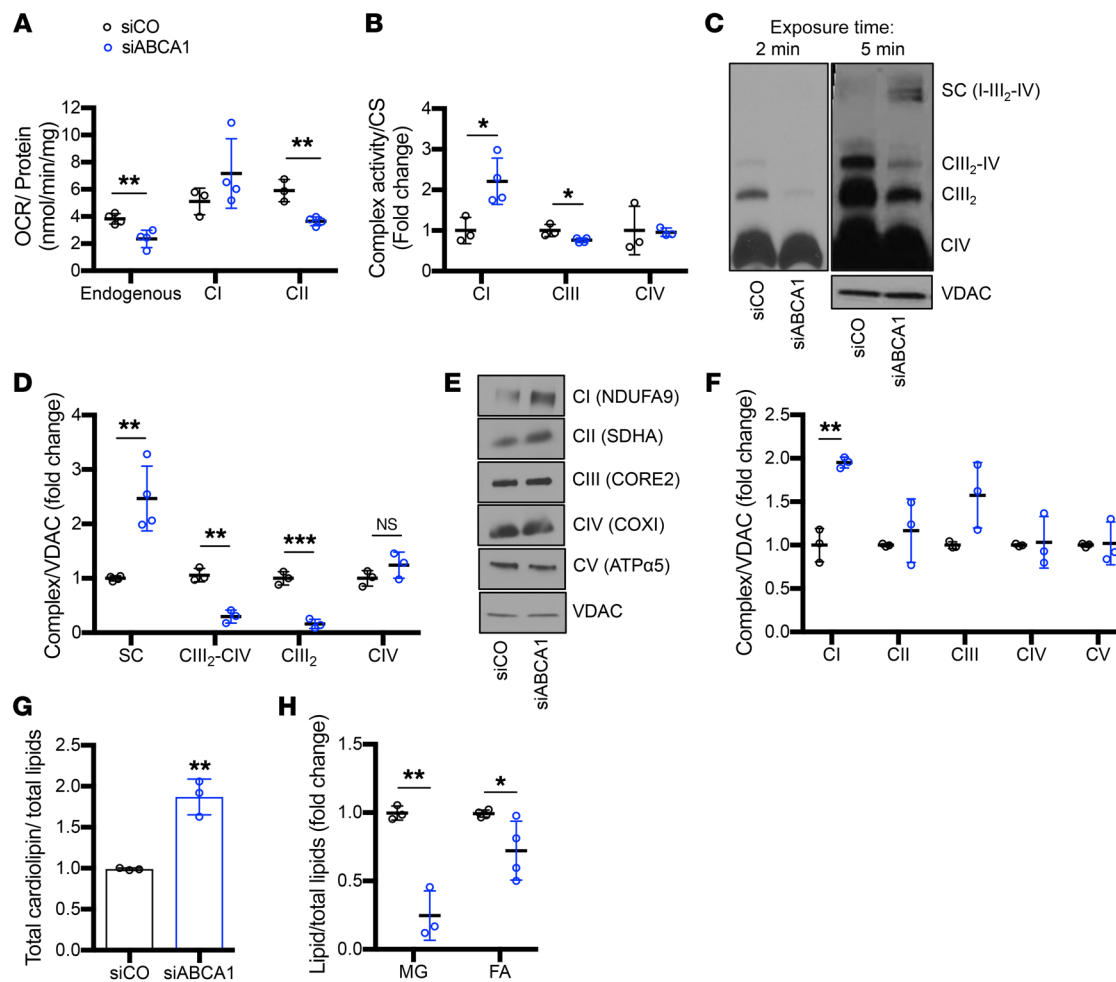 A
siCO
siABCA1
OCR/ Protein
(nmol/min/mg)
12
10
8
6
4
2
0
**
**
Endogenous
CI
CII
B
Complex activity/CS
(Fold change)
4
3
2
1
0
*
*
CI
CIII
CIV
C
Exposure time:
2 min
5 min
SC (I-III₂-IV)
CIII₂-IV
CIII₂
CIV
VDAC
siCO
siABCA1
siCO
siABCA1
D
Complex/VDAC (fold change)
4
3
2
1
0
**
**
***
NS
SC
CIII₂-CIV
CIII₂
CIV
E
CI (NDUFA9)
CII (SDHA)
CIII (CORE2)
CIV (COXI)
CV (ATPα5)
VDAC
siCO
siABCA1
F
Complex/VDAC (fold change)
2.5
2.0
1.5
1.0
0.5
0.0
**
CI
CII
CIII
CIV
CV
G
Total cardiolipin/ total lipids
2.5
2.0
1.5
1.0
0.5
0.0
**
siCO
siABCA1
H
Lipid/total lipids (fold change)
1.5
1.0
0.5
0.0
**
*
MG
FA